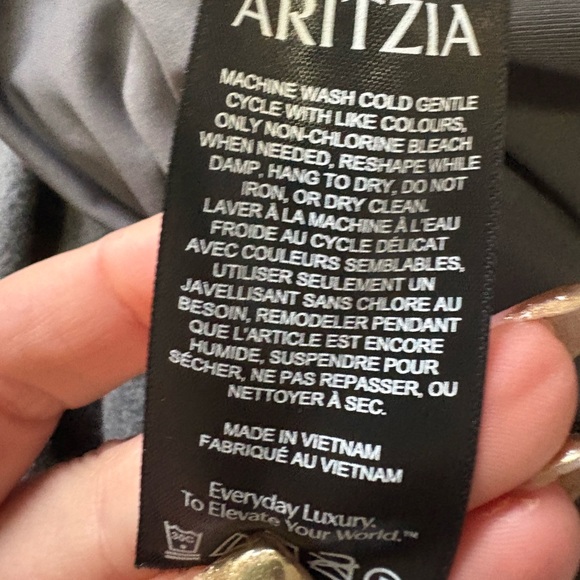 ARITZIA
MACHINE WASH COLD GENTLE
CYCLE WITH LIKE COLOURS,
ONLY NON-CHLORINE BLEACH
WHEN NEEDED, RESHAPE WHILE
DAMP, HANG TO DRY, DO NOT
IRON, OR DRY CLEAN.
LAVER À LA MACHINE À L'EAU
FROIDE AU CYCLE DÉLICAT
AVEC COULEURS SEMBLABLES,
UTILISER SEULEMENT UN
JAVELLISANT SANS CHLORE AU
BESOIN, REMODELER PENDANT
QUE L'ARTICLE EST ENCORE
HUMIDE, SUSPENDRE POUR
SÉCHER, NE PAS REPASSER, OU
NETTOYER À SEC.
MADE IN VIETNAM
FABRIQUÉ AU VIETNAM
Everyday Luxury.
To Elevate Your World.™
30C